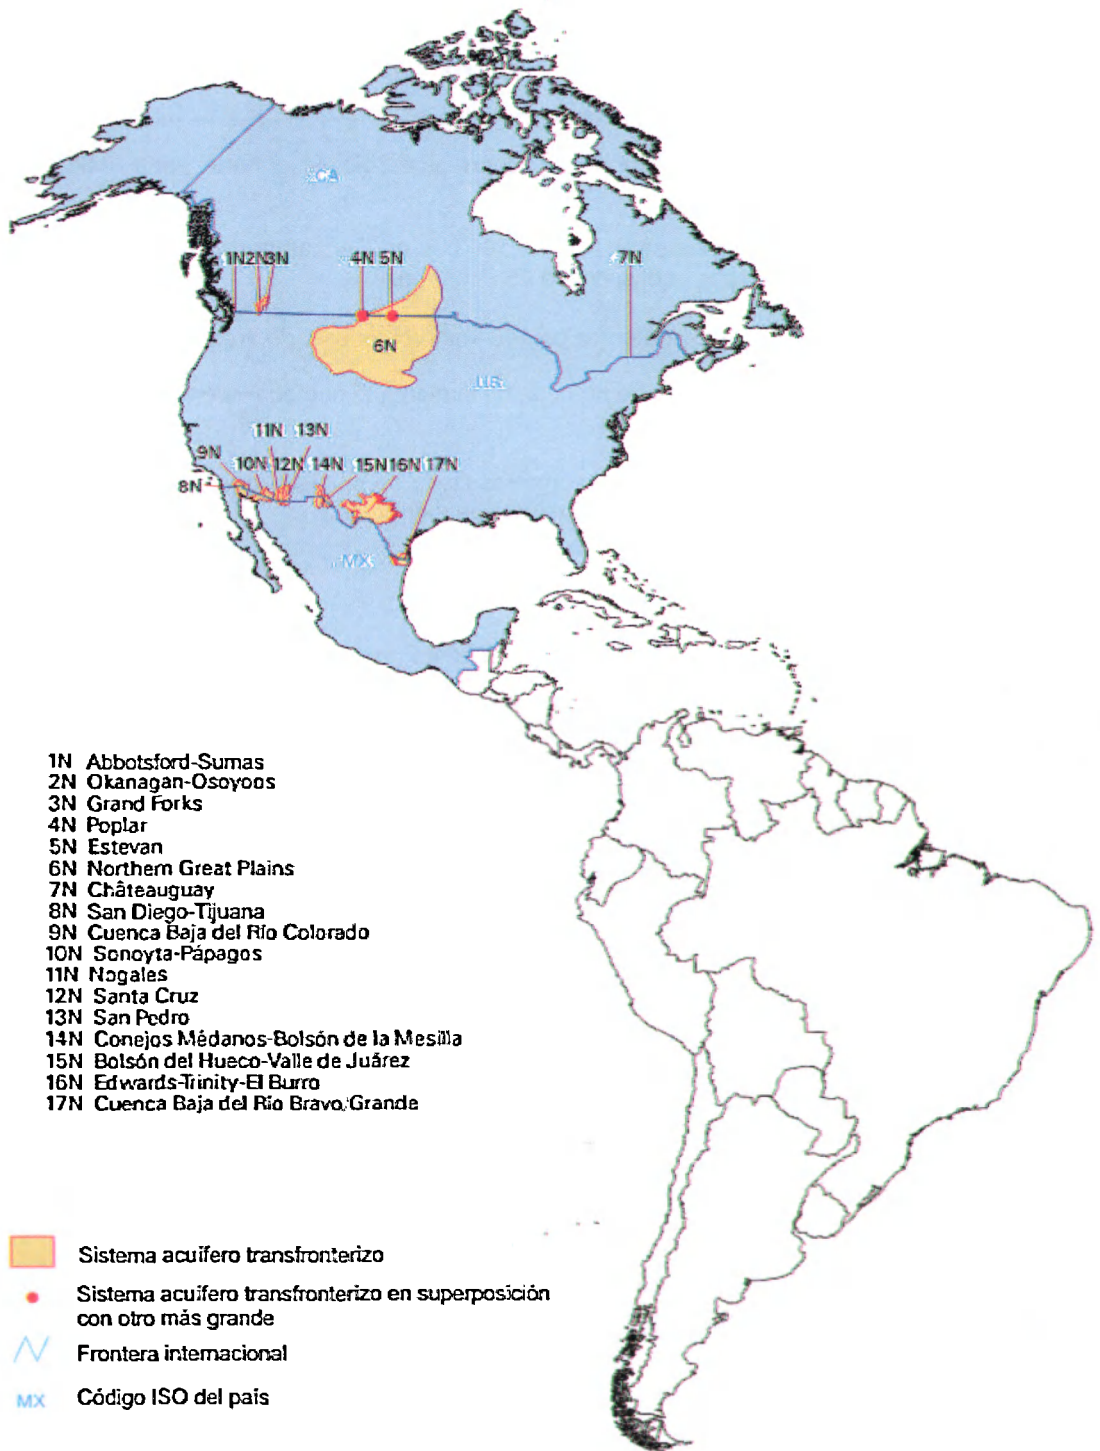 CA
1N 2N 3N 4N 5N 7N
6N
US
11N 13N
9N 10N 12N 14N 15N 16N 17N
8N
MX
1N Abbotsford-Sumas
2N Okanagan-Osoyoos
3N Grand Forks
4N Poplar
5N Estevan
6N Northern Great Plains
7N Châteauguay
8N San Diego-Tijuana
9N Cuenca Baja del Río Colorado
10N Sonoyta-Pápagos
11N Nogales
12N Santa Cruz
13N San Pedro
14N Conejos Médanos-Bolsón de la Mesilla
15N Bolsón del Hueco-Valle de Juárez
16N Edwards-Trinity-El Burro
17N Cuenca Baja del Río Bravo/Grande
Sistema acuífero transfronterizo
Sistema acuífero transfronterizo en superposición
con otro más grande
Frontera internacional
MX Código ISO del país